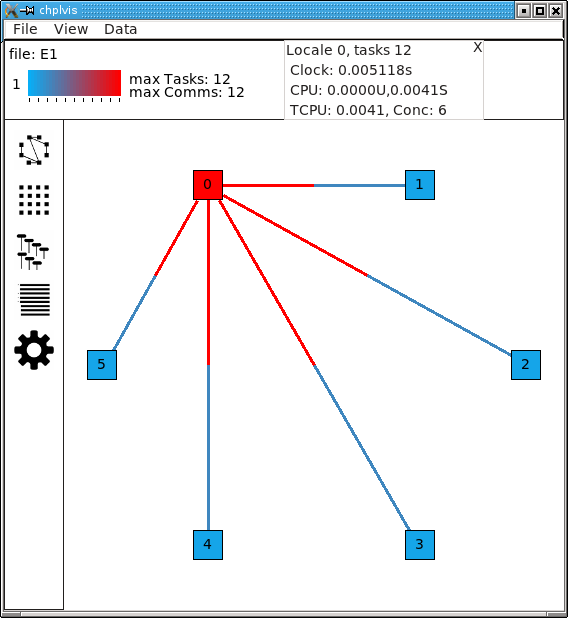 chplvis
File View Data
file: E1
1
max Tasks: 12
max Comms: 12
Locale 0, tasks 12
X
Clock: 0.005118s
CPU: 0.0000U,0.0041S
TCPU: 0.0041, Conc: 6
0
1
5
2
4
3